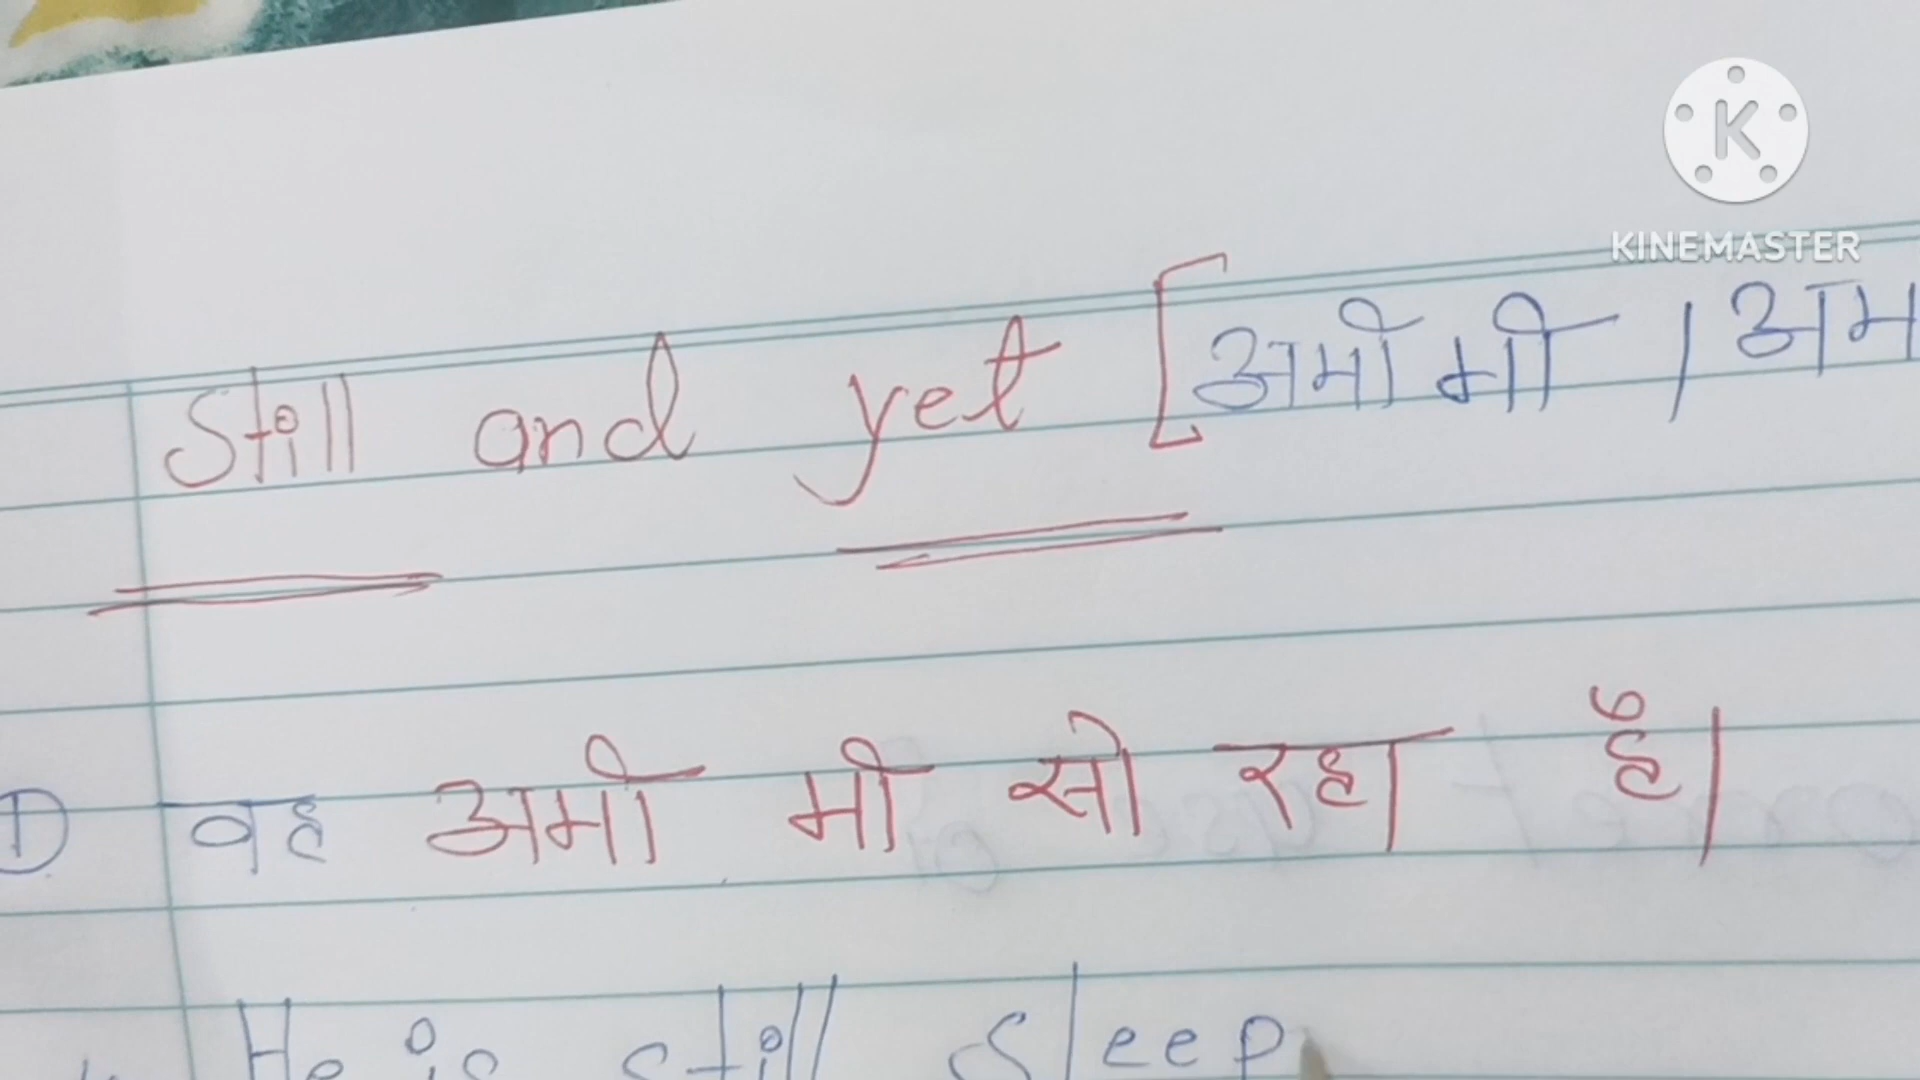 KINEMASTER
Still and yet [अभी भी / अभ
① वह अभी भी सो रहा है।
He is still sleep